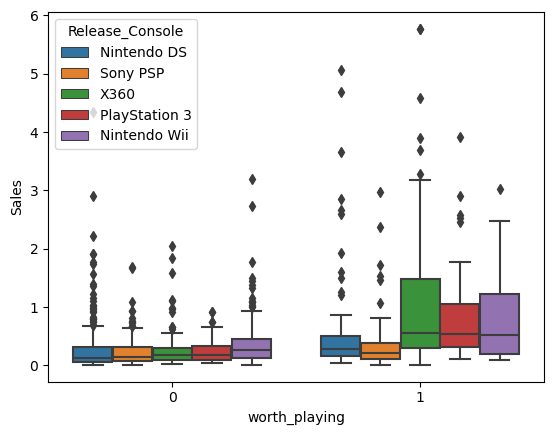 Release_Console
Nintendo DS
Sony PSP
X360
PlayStation 3
Nintendo Wii
6
5
4
3
2
1
0
Sales
0 1
worth_playing